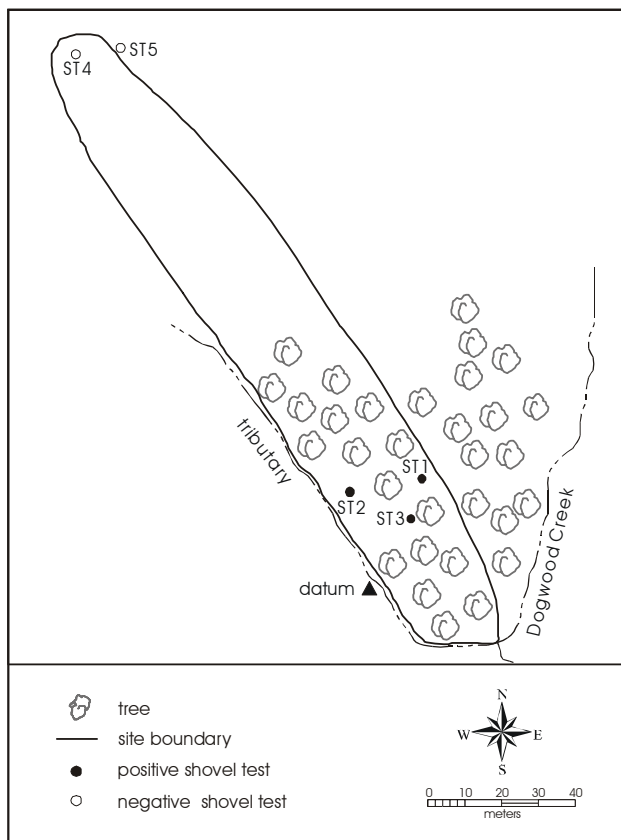 ST5
ST4
tributary
ST1
ST2
ST3
Dogwood Creek
datum
tree
site boundary
positive shovel test
negative shovel test
N
W E
S
0 10 20 30 40
meters